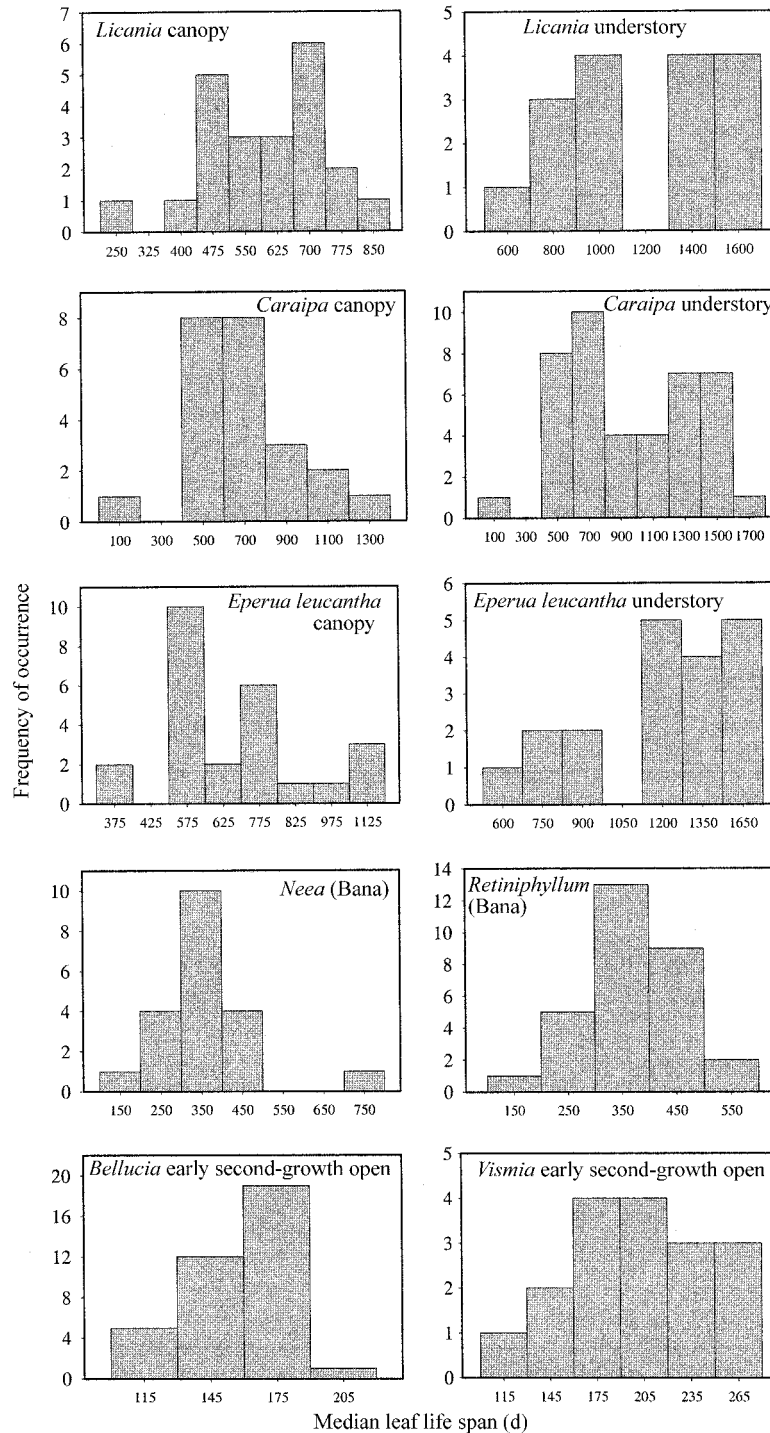 Licania canopy
7
6
5
4
3
2
1
0
250 325 400 475 550 625 700 775 850
Licania understory
5
4
3
2
1
0
600 800 1000 1200 1400 1600
Caraipa canopy
8
6
4
2
0
100 300 500 700 900 1100 1300
Caraipa understory
10
8
6
4
2
0
100 300 500 700 900 1100 1300 1500 1700
Frequency of occurrence
Eperua leucantha
canopy
10
8
6
4
2
0
375 425 575 625 775 825 975 1125
Eperua leucantha understory
6
5
4
3
2
1
0
600 750 900 1050 1200 1350 1650
Neea (Bana)
10
8
6
4
2
0
150 250 350 450 550 650 750
Retiniphyllum
(Bana)
14
12
10
8
6
4
2
0
150 250 350 450 550
Bellucia early second-growth open
20
16
12
8
4
0
115 145 175 205
Vismia early second-growth open
5
4
3
2
1
0
115 145 175 205 235 265
Median leaf life span (d)